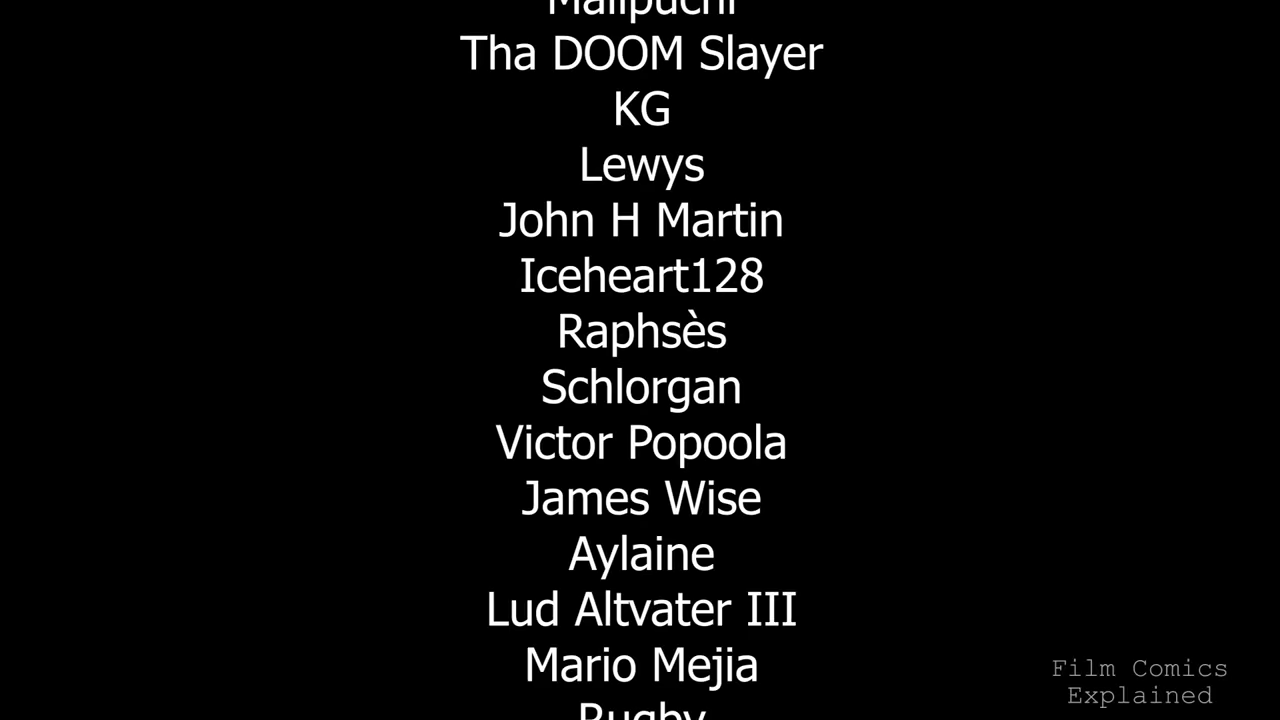 Tha DOOM Slayer
KG
Lewys
John H Martin
Iceheart128
Raphsès
Schlorgan
Victor Popoola
James Wise
Aylaine
Lud Altvater III
Mario Mejia
Rugby
Film Comics
Explained